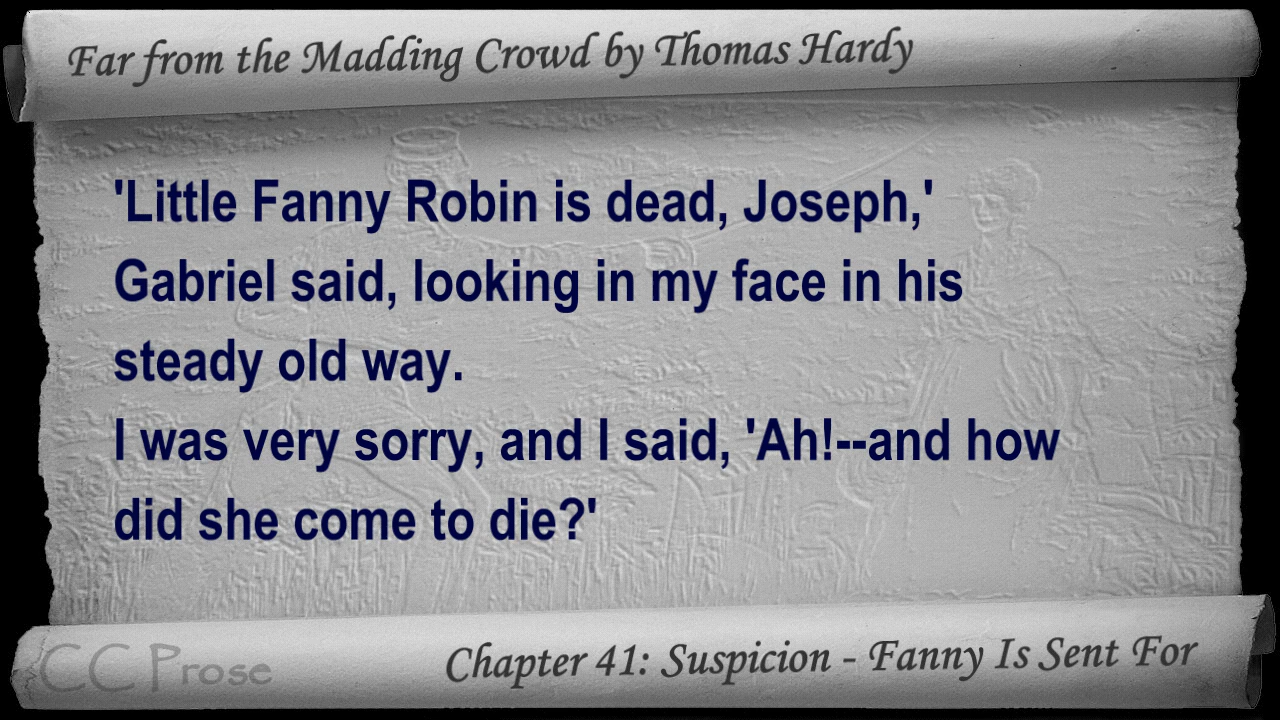 Far from the Madding Crowd by Thomas Hardy
'Little Fanny Robin is dead, Joseph,'
Gabriel said, looking in my face in his
steady old way.
I was very sorry, and I said, 'Ah!--and how
did she come to die?'
CC Prose
Chapter 41: Suspicion - Fanny Is Sent For